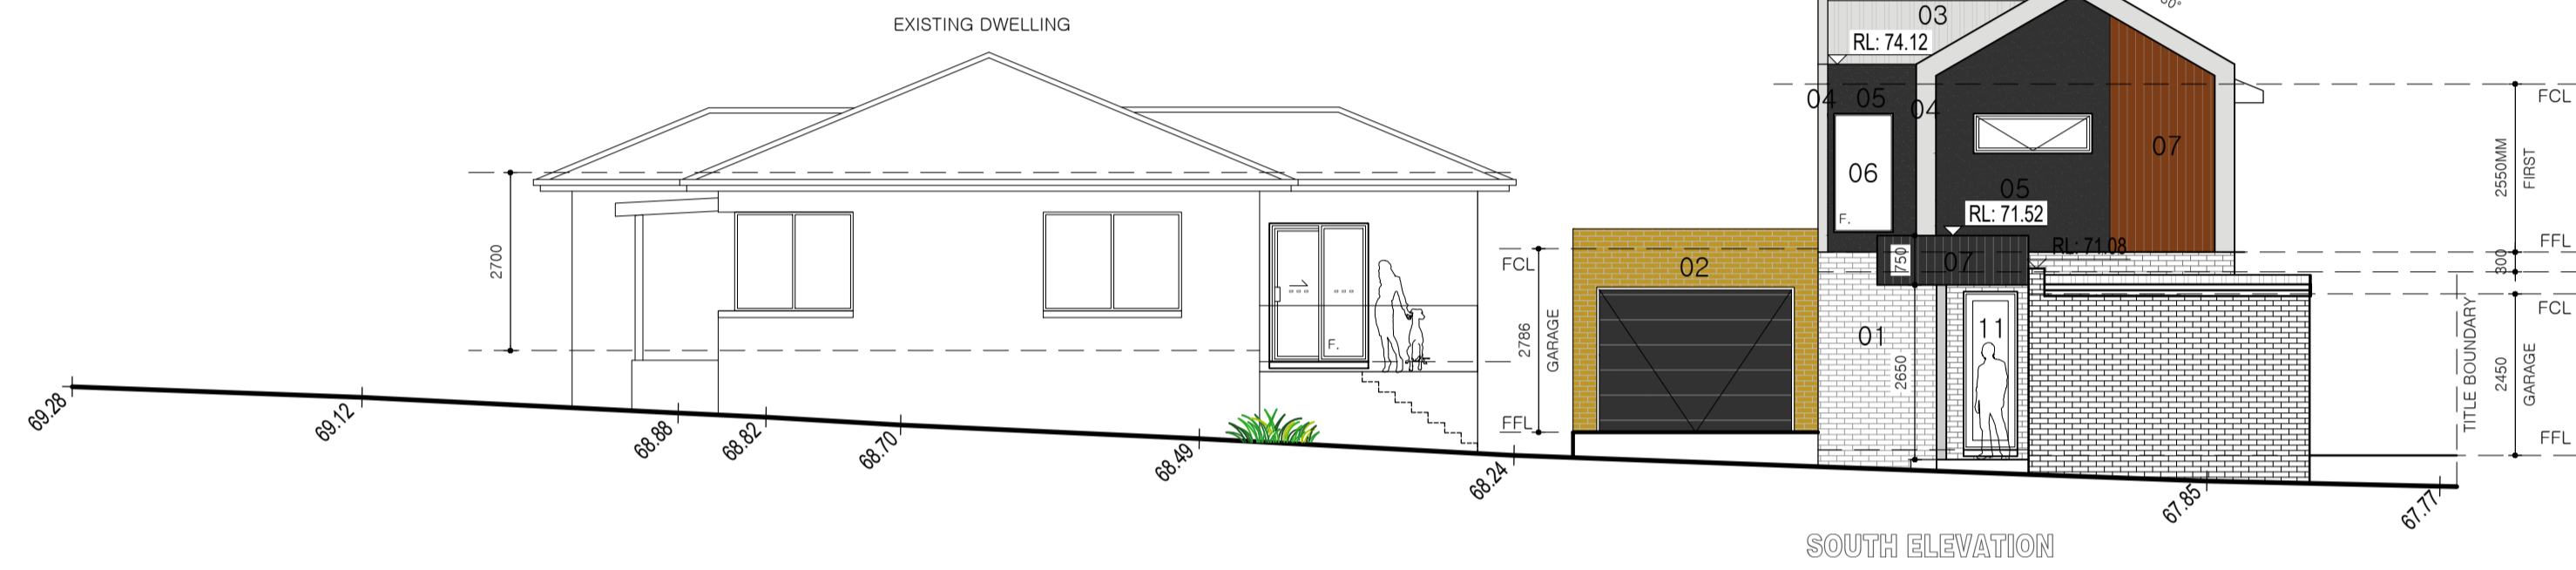 EXISTING DWELLING
03
RL: 74.12
04
05
04
FCL
07
06
2550MM
FIRST
05
F.
RL: 71.52
RL: 71.08
FFL
2700
FCL
02
750
07
300
FCL
1
11
TITLE BOUNDARY
2786
GARAGE
F.
01
2650
2450
GARAGE
FFL
FFL
69.28
69.12
68.88
68.82
68.70
68.49
68.24
67.85
67.77
SOUTH ELEVATION